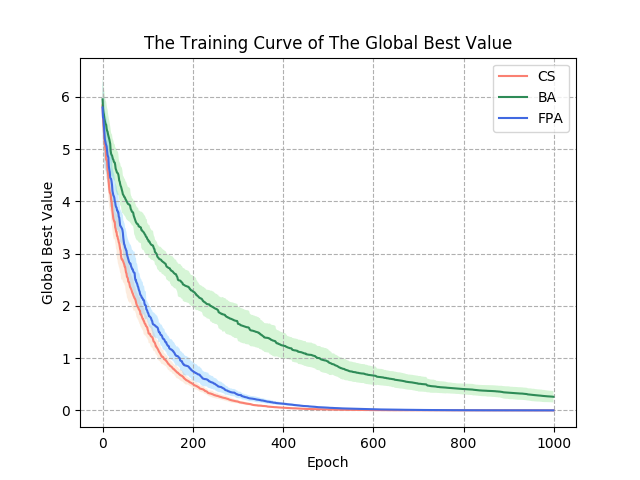 The Training Curve of The Global Best Value
CS
BA
FPA
Global Best Value
6
5
4
3
2
1
0
0 200 400 600 800 1000
Epoch